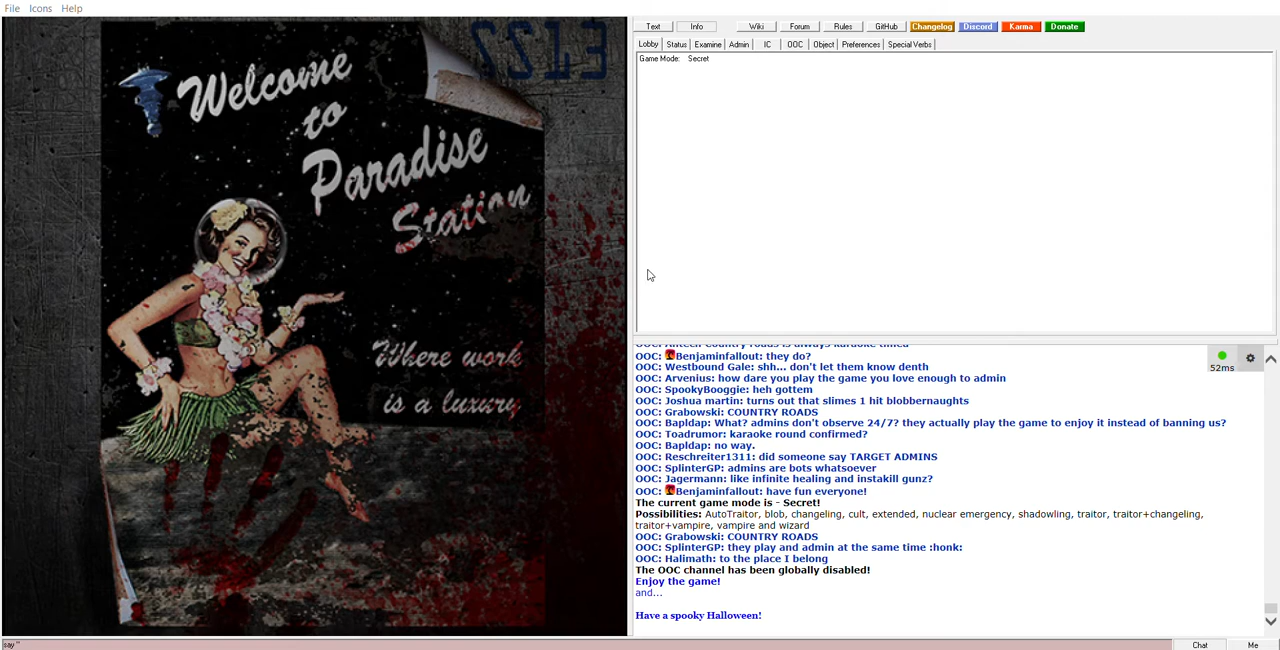 File Icons Help
Welcome
to
Paradise
Station
Where work
is a luxury
Text Info Wiki Forum Rules GitHub Changelog Discord Karma Donate
Lobby Status Examine Admin IC OOC Object Preferences Special Verbs
Game Mode: Secret
52ms
OOC: Benjaminfallout: they do?
OOC: Westbound Gale: shh... don't let them know denth
OOC: Arvenius: how dare you play the game you love enough to admin
OOC: SpookyBooggie: heh gottem
OOC: Joshua martin: turns out that slimes 1 hit blobbernaughts
OOC: Grabowski: COUNTRY ROADS
OOC: Bapldap: What? admins don't observe 24/7? they actually play the game to enjoy it instead of banning us?
OOC: Toadrumor: karaoke round confirmed?
OOC: Bapldap: no way.
OOC: Reschreiter1311: did someone say TARGET ADMINS
OOC: SplinterGP: admins are bots whatsoever
OOC: Jagermann: like infinite healing and instakill gunz?
OOC: Benjaminfallout: have fun everyone!
The current game mode is - Secret!
Possibilities: AutoTraitor, blob, changeling, cult, extended, nuclear emergency, shadowling, traitor, traitor+changeling,
traitor+vampire, vampire and wizard
OOC: Grabowski: COUNTRY ROADS
OOC: SplinterGP: they play and admin at the same time :honk:
OOC: Halimath: to the place I belong
The OOC channel has been globally disabled!
Enjoy the game!
and...
Have a spooky Halloween!
say "
Chat Me